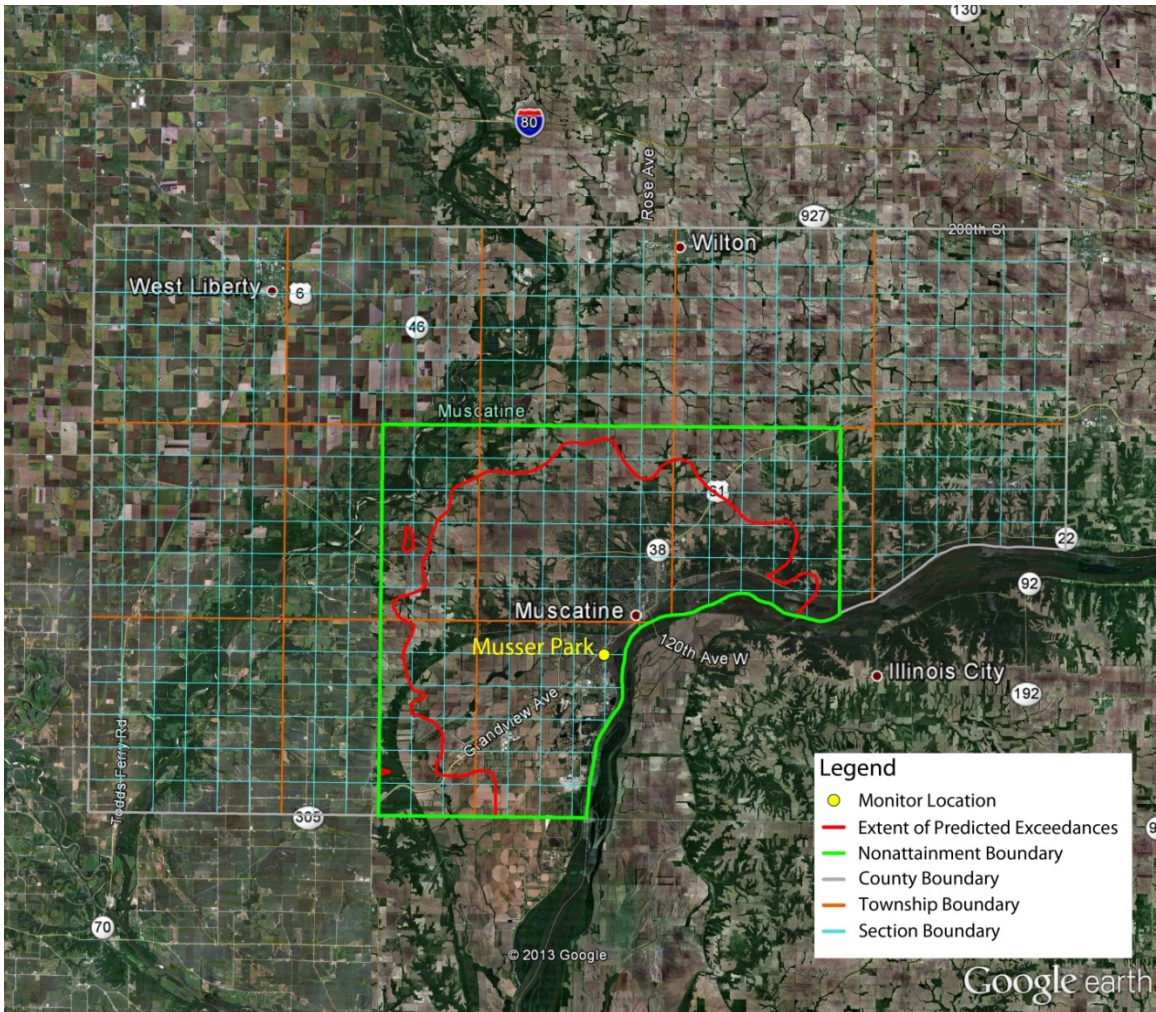 130
80
Rose Ave
927
200th St
Wilton
West Liberty
6
46
Muscatine
61
38
22
92
Muscatine
120th Ave W
Musser Park
Illinois City
192
Grandview Ave
Todds Ferry Rd
305
70
9
Legend
Monitor Location
Extent of Predicted Exceedances
Nonattainment Boundary
County Boundary
Township Boundary
Section Boundary
© 2013 Google
Google earth